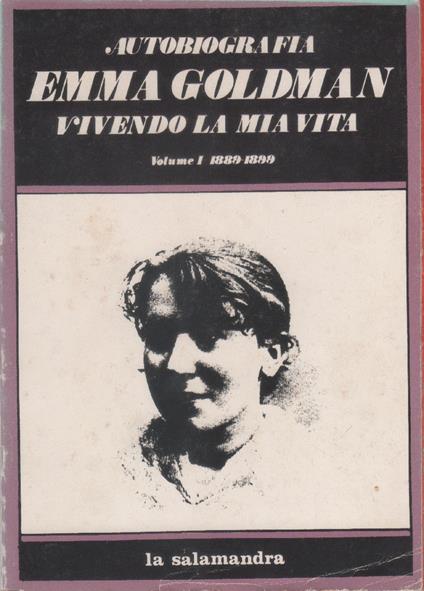 AUTOBIOGRAFIA
EMMA GOLDMAN
VIVENDO LA MIA VITA
Volume I 1889-1899
la salamandra